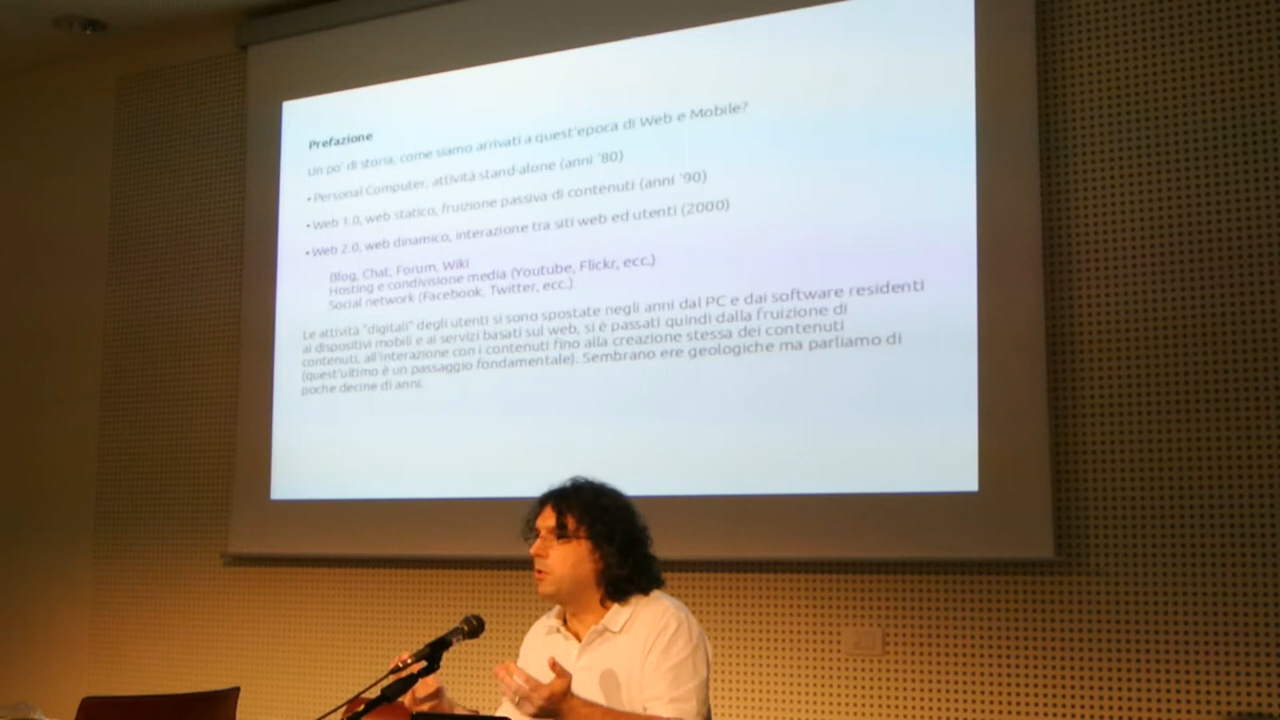 Prefazione
Un po' di storia, come siamo arrivati a quest'epoca di Web e Mobile?
• Personal Computer, attività stand-alone (anni '80)
• Web 1.0, web statico, fruizione passiva di contenuti (anni '90)
• Web 2.0, web dinamico, interazione tra siti web ed utenti (2000)
Blog, Chat, Forum, Wiki
Hosting e condivisione media (Youtube, Flickr, ecc.)
Social network (Facebook, Twitter, ecc.)
Le attività "digitali" degli utenti si sono spostate negli anni dal PC e dai software residenti
ai dispositivi mobili e ai servizi basati sul web, si è passati quindi dalla fruizione di
contenuti, all'interazione con i contenuti fino alla creazione stessa dei contenuti
(quest'ultimo è un passaggio fondamentale). Sembrano ere geologiche ma parliamo di
poche decine di anni.